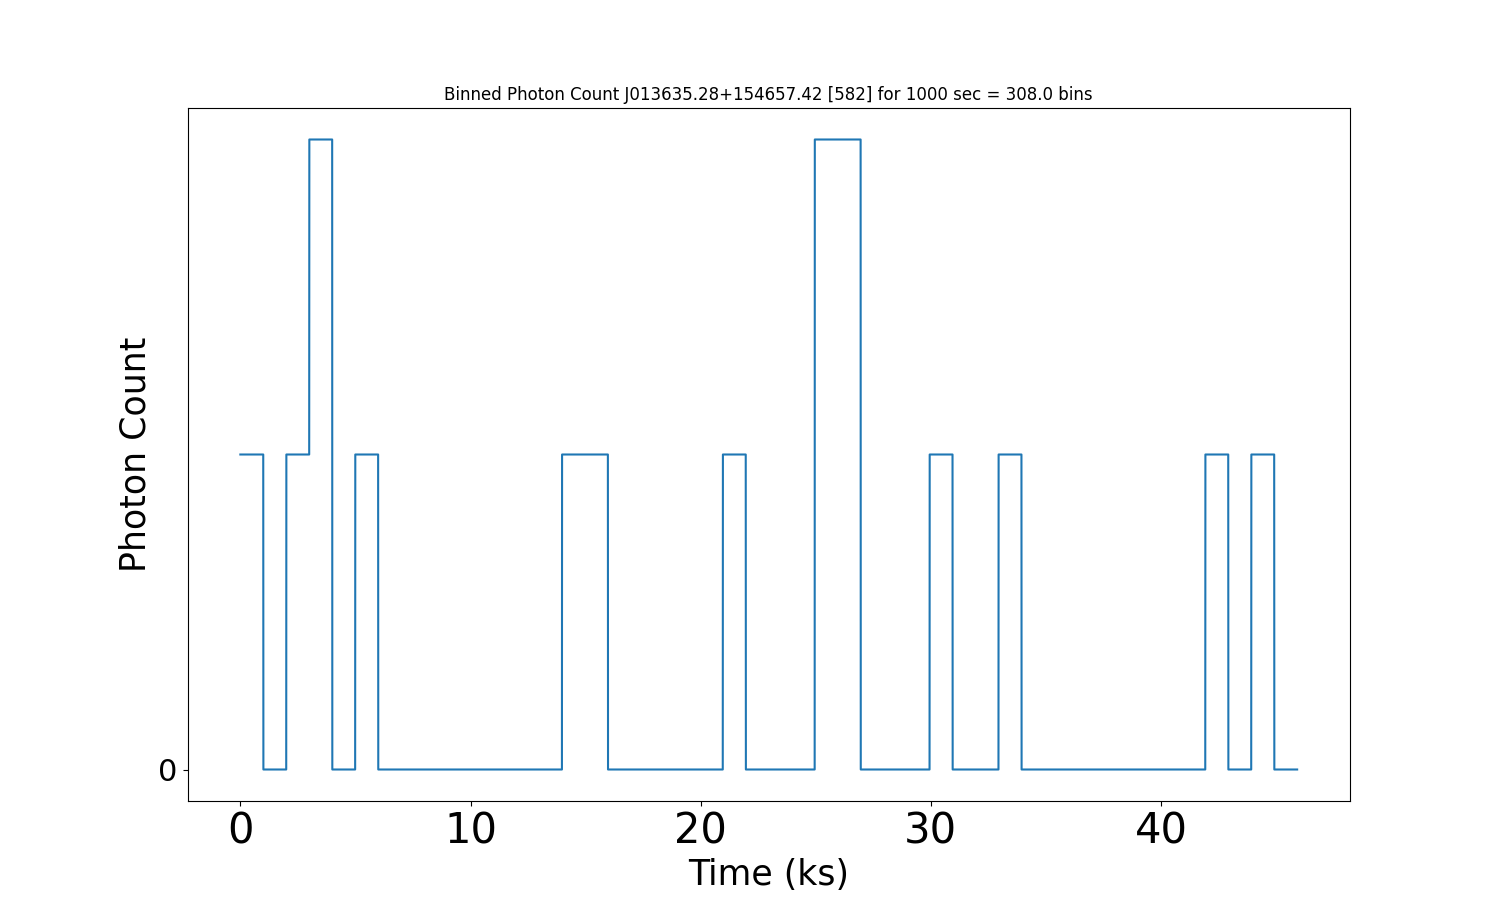 Binned Photon Count J013635.28+154657.42 [582] for 1000 sec = 308.0 bins
Photon Count
0
0 10 20 30 40
Time (ks)